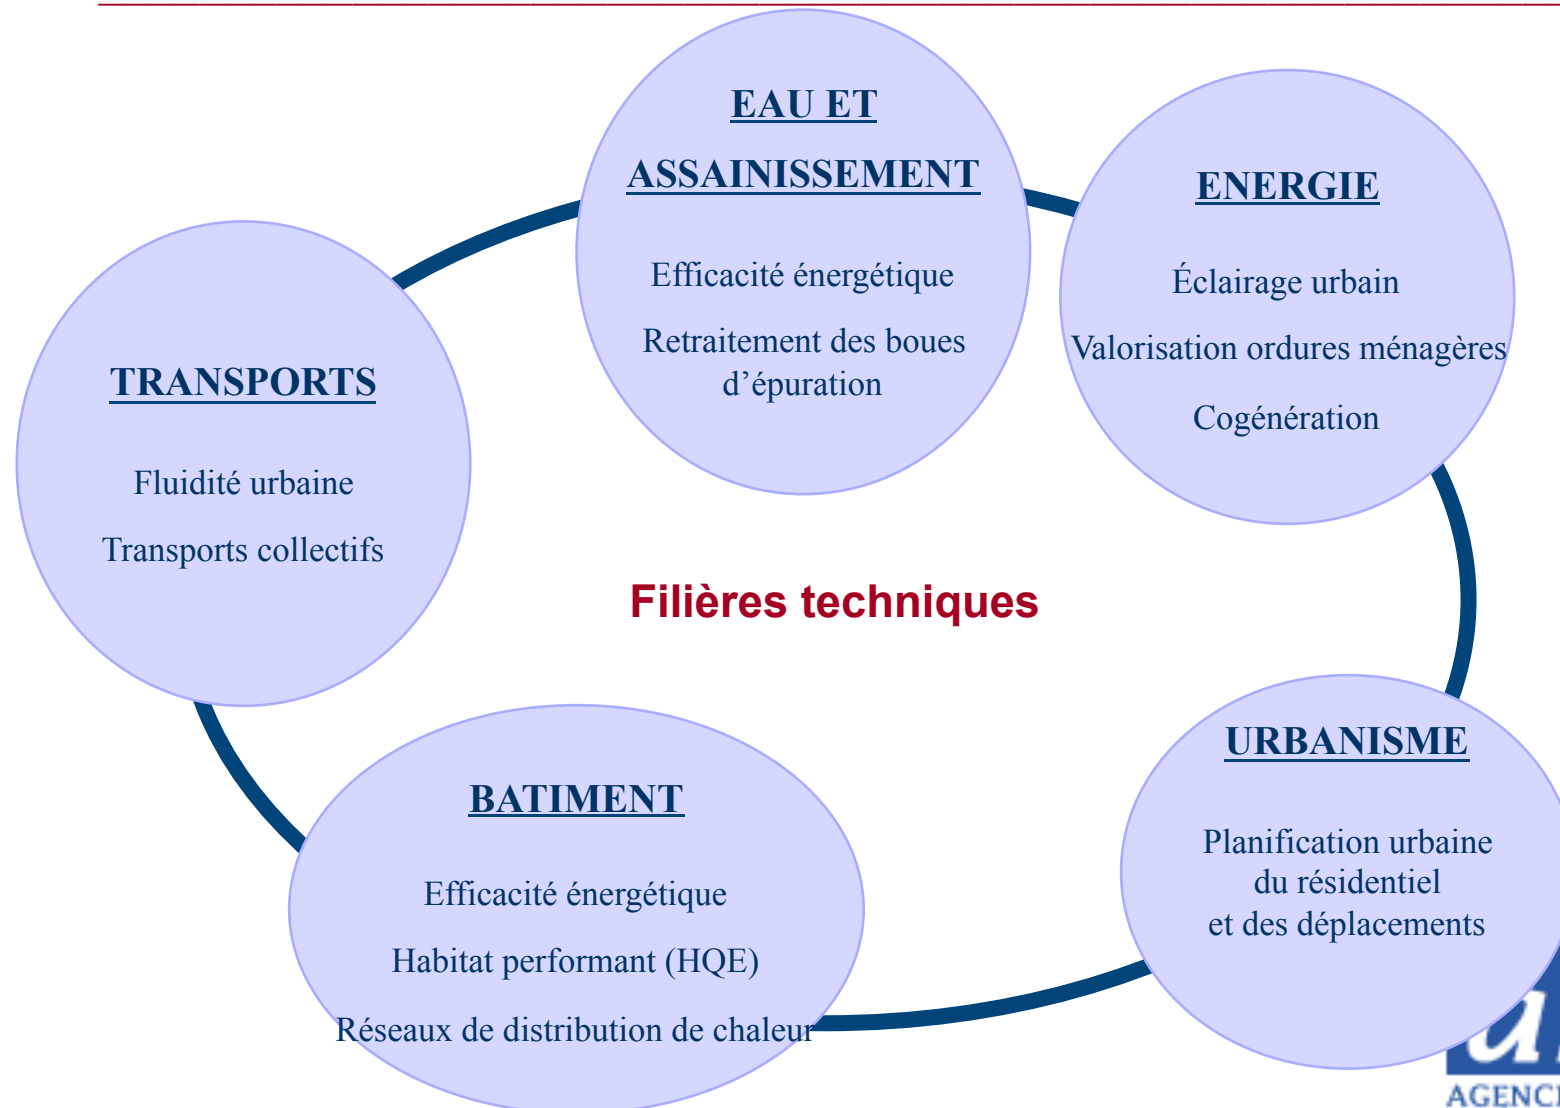 EAU ET
ASSAINISSEMENT
Efficacité énergétique
Retraitement des boues
d’épuration
ENERGIE
Éclairage urbain
Valorisation ordures ménagères
Cogénération
TRANSPORTS
Fluidité urbaine
Transports collectifs
Filières techniques
URBANISME
Planification urbaine
du résidentiel
et des déplacements
BATIMENT
Efficacité énergétique
Habitat performant (HQE)
Réseaux de distribution de chaleur